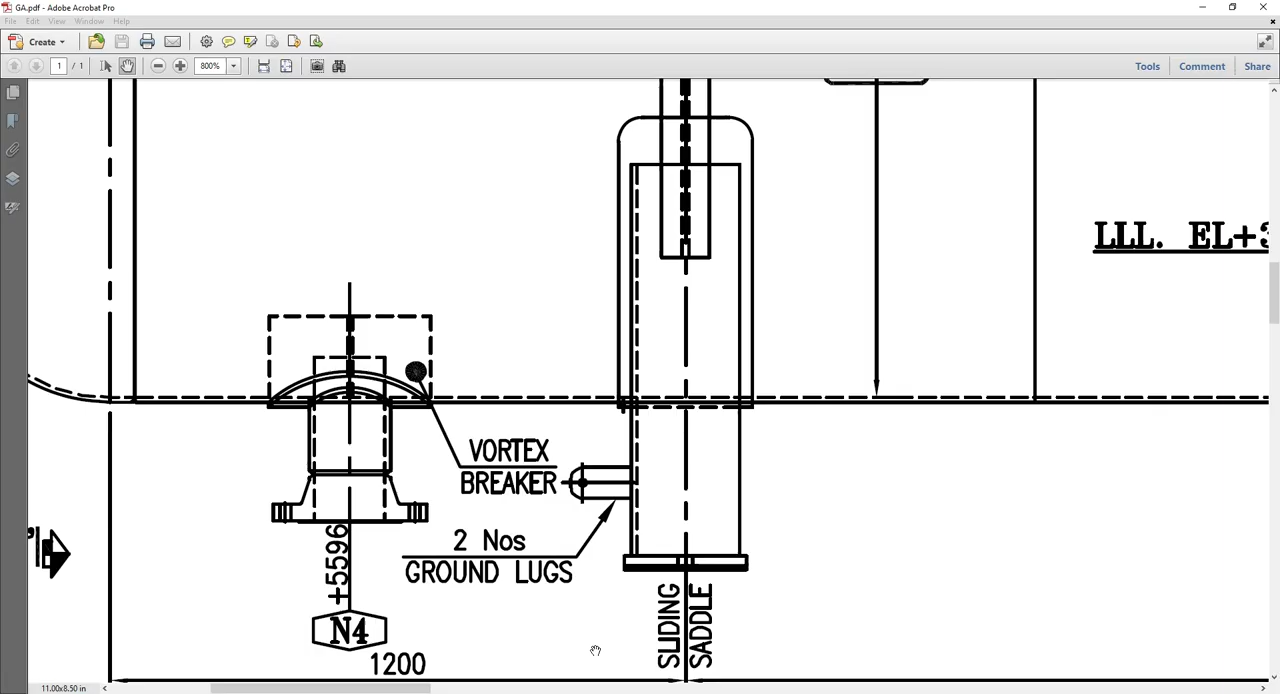 GA.pdf - Adobe Acrobat Pro
File Edit View Window Help
Create
1 / 1
800%
Tools Comment Share
LLL. EL+3
VORTEX
BREAKER
2 Nos
GROUND LUGS
+5596
N4
SLIDING
SADDLE
1200
11.00x8.50 in